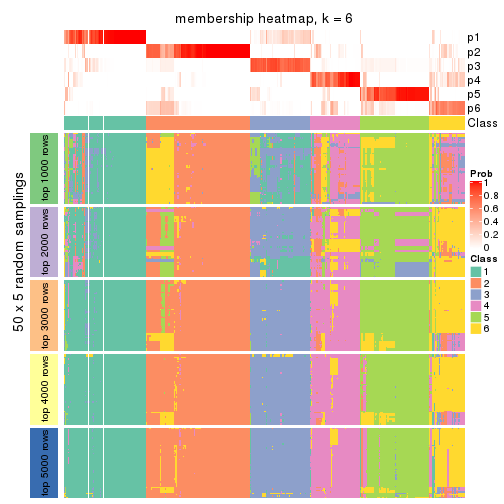 membership heatmap, k = 6
p1
p2
p3
p4
p5
p6
Class
50 x 5 random samplings
top 1000 rows
top 2000 rows
top 3000 rows
top 4000 rows
top 5000 rows
Prob
1
0.8
0.6
0.4
0.2
0
Class
1
2
3
4
5
6